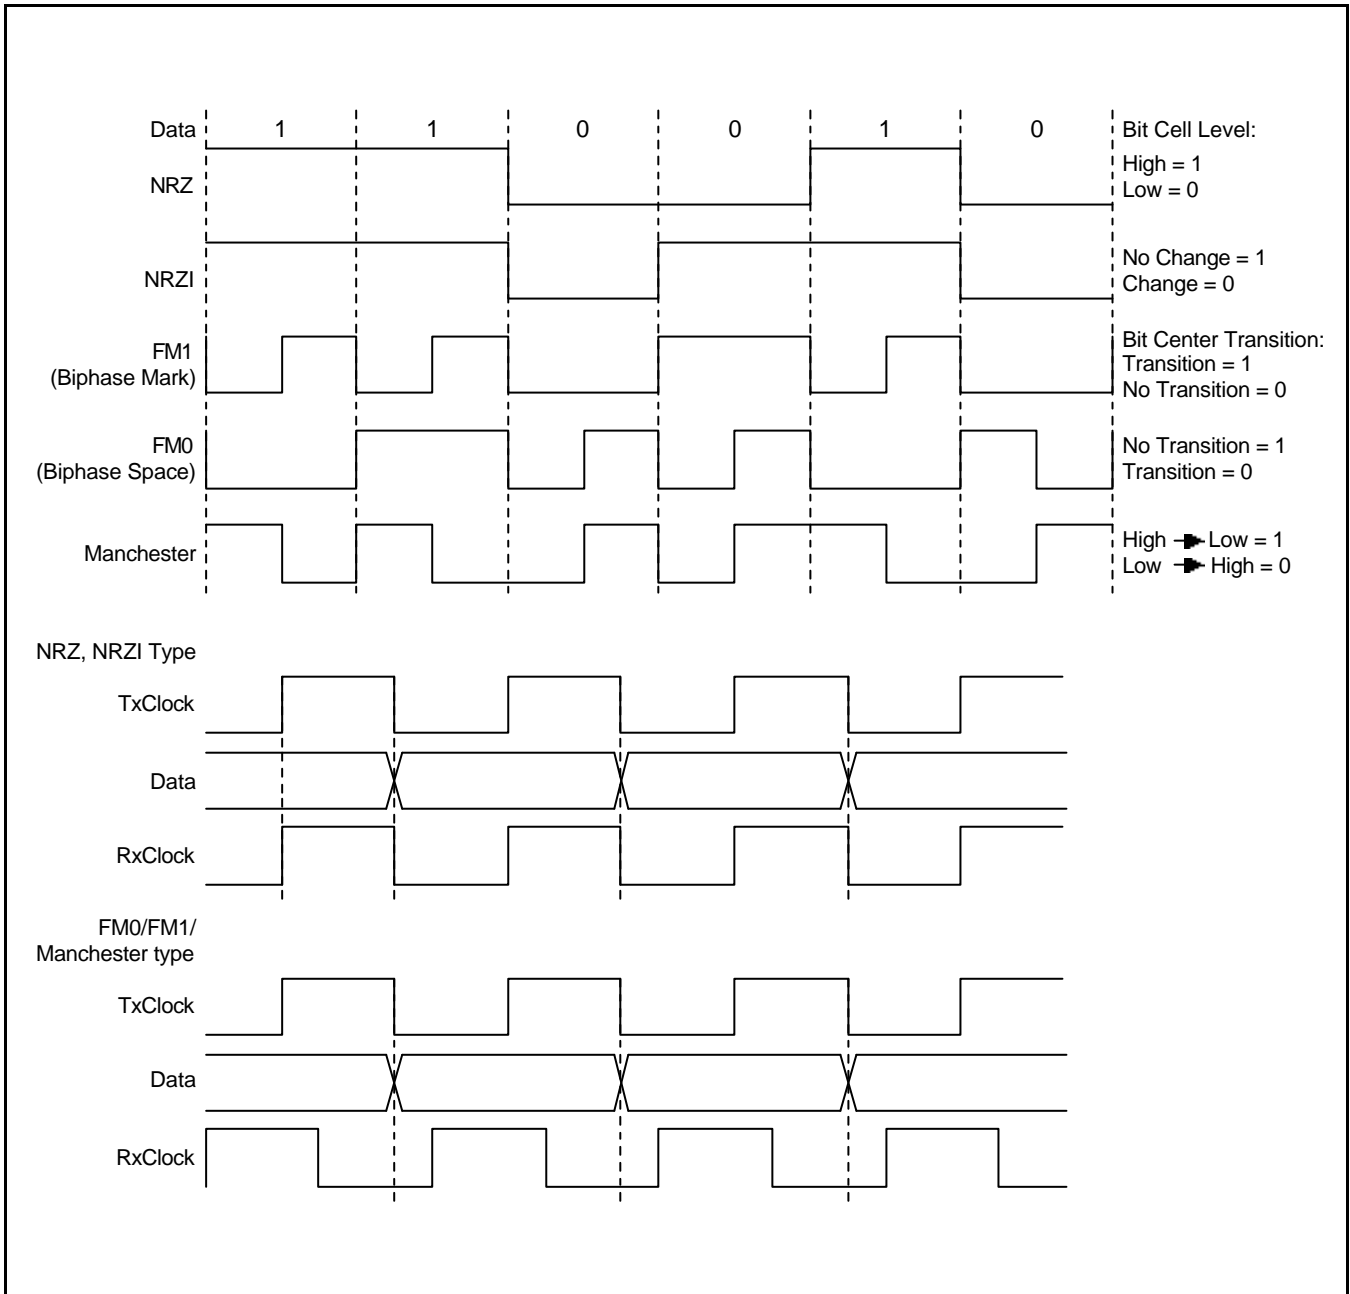 Data 1 1 0 0 1 0 Bit Cell Level:
High = 1
NRZ
Low = 0
No Change = 1
NRZI
Change = 0
Bit Center Transition:
FM1
Transition = 1
(Biphase Mark)
No Transition = 0
FM0 No Transition = 1
(Biphase Space) Transition = 0
High → Low = 1
Manchester
Low → High = 0
NRZ, NRZI Type
TxClock
Data
RxClock
FM0/FM1/
Manchester type
TxClock
Data
RxClock